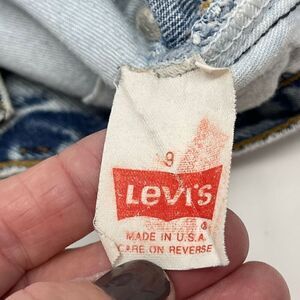 9
Levi's
®
MADE IN U.S.A
CARE ON REVERSE